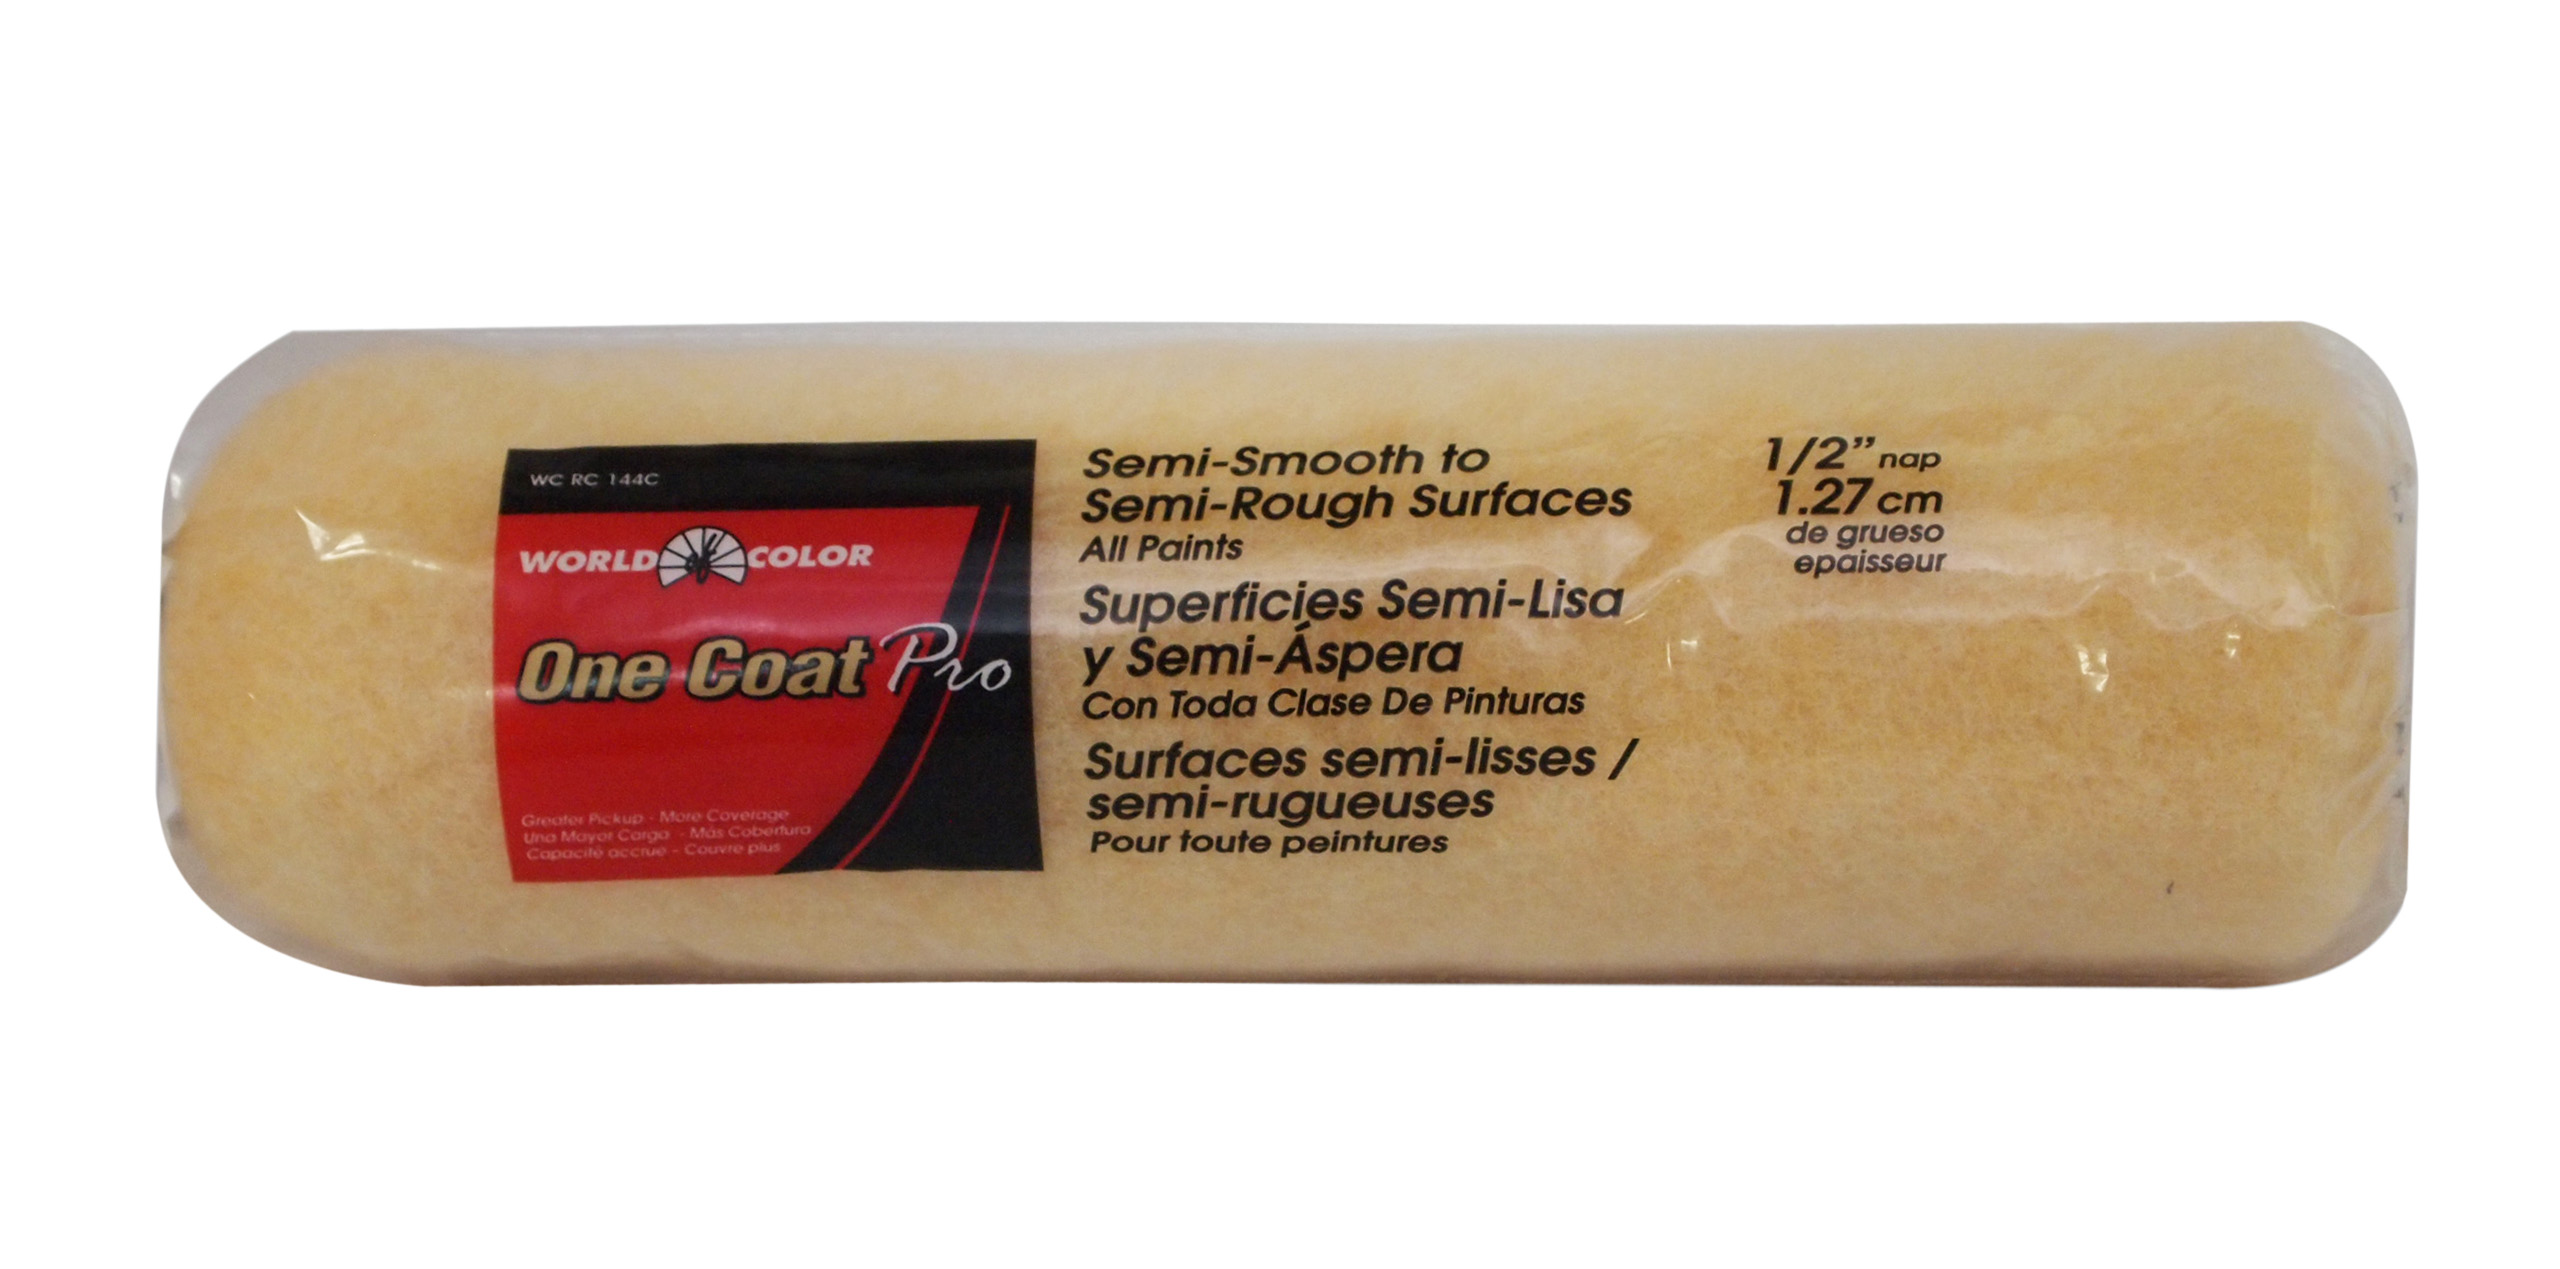 WC RC 144C
WORLD of COLOR
One Coat Pro
Greater Pickup - More Coverage
Una Mayor Carga - Más Cobertura
Capacité accrue - Couvre plus
Semi-Smooth to
Semi-Rough Surfaces
All Paints
Superficies Semi-Lisa
y Semi-Áspera
Con Toda Clase De Pinturas
Surfaces semi-lisses /
semi-rugueuses
Pour toute peintures
1/2” nap
1.27 cm
de grueso
epaisseur